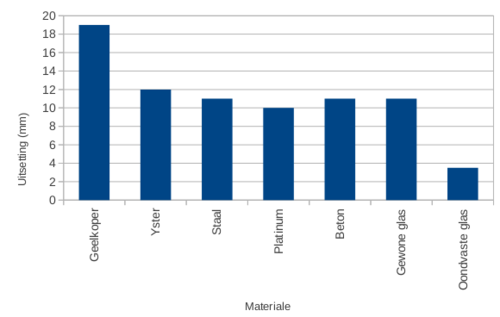 20
18
16
14
12
10
8
6
4
2
0
Uitsetting (mm)
Geelkoper
Yster
Staal
Platinum
Beton
Gewone glas
Oondvaste glas
Materiale